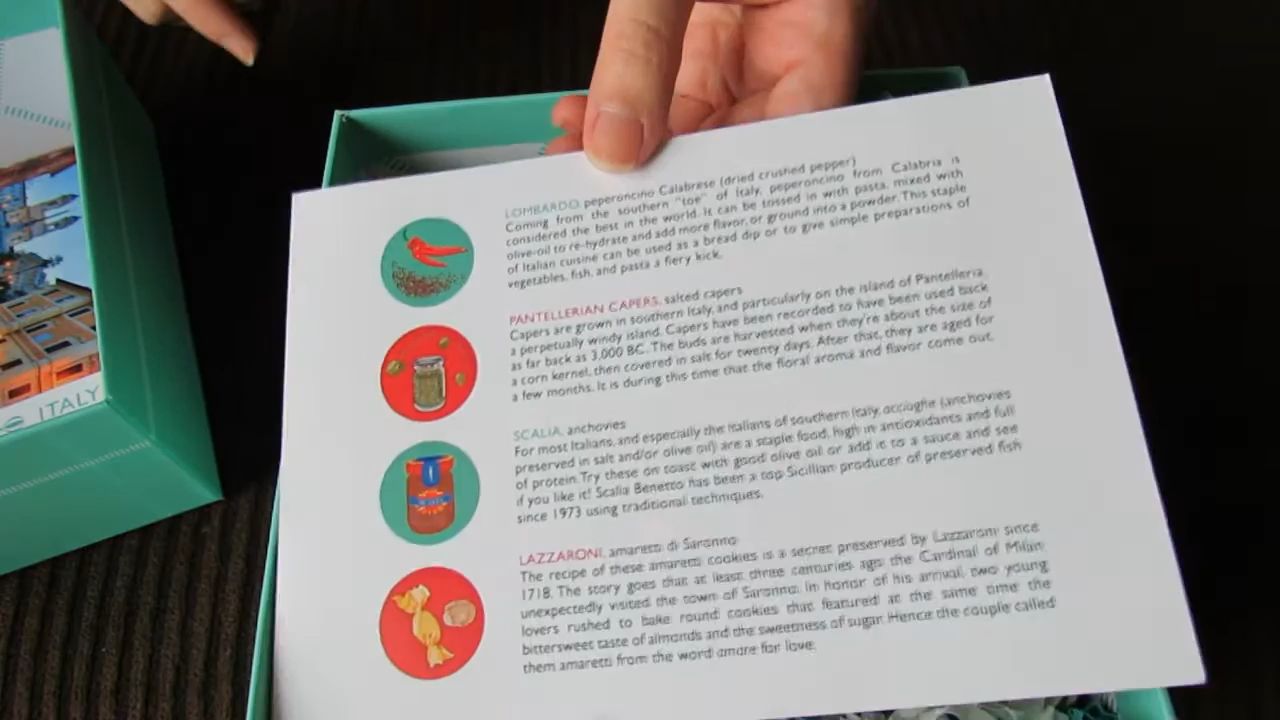 ITALY
LOMBARDO, peperoncino Calabrese (dried crushed pepper)
Coming from the southern "toe" of Italy, peperoncino from Calabria is
considered the best in the world. It can be tossed in with pasta, mixed with
olive-oil to re-hydrate and add more flavor, or ground into a powder. This staple
of Italian cuisine can be used as a bread dip or to give simple preparations of
vegetables, fish, and pasta a fiery kick.
PANTELLERIAN CAPERS, salted capers
Capers are grown in southern Italy, and particularly on the island of Pantelleria,
a perpetually windy island. Capers have been recorded to have been used back
as far back as 3,000 BC. The buds are harvested when they're about the size of
a corn kernel, then covered in salt for twenty days. After that, they are aged for
a few months. It is during this time that the floral aroma and flavor come out.
SCALIA, anchovies
For most Italians, and especially the Italians of southern Italy, acciughe (anchovies
preserved in salt and/or olive oil) are a staple food, high in antioxidants and full
of protein. Try these on toast with good olive oil or add it to a sauce and see
if you like it! Scalia Benetto has been a top Sicillian producer of preserved fish
since 1973 using traditional techniques.
LAZZARONI, amaretti di Saronno
The recipe of these amaretti cookies is a secret preserved by Lazzaroni since
1718. The story goes that at least three centuries ago the Cardinal of Milan
unexpectedly visited the town of Saronno. In honor of his arrival, two young
lovers rushed to bake round cookies that featured at the same time the
bittersweet taste of almonds and the sweetness of sugar. Hence the couple called
them amaretti from the word amore for love.